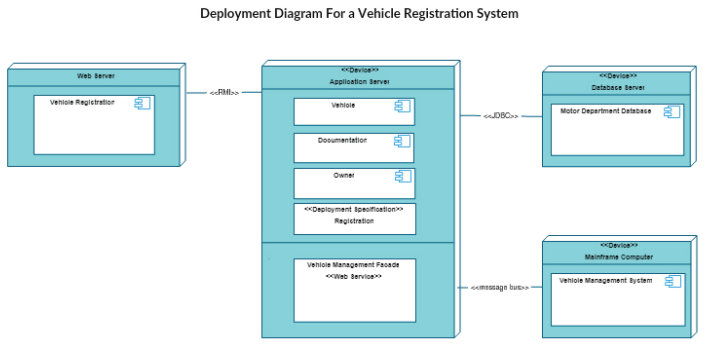 Deployment Diagram For a Vehicle Registration System
Web Server
Vehicle Registration
<<RMI>>
<<Device>>
Application Server
Vehicle
Documentation
Owner
<<Deployment Specification>>
Registration
Vehicle Management Facade
<<Web Service>>
<<JDBC>>
<<Device>>
Database Server
Motor Department Database
<<message bus>>
<<Device>>
Mainframe Computer
Vehicle Management System